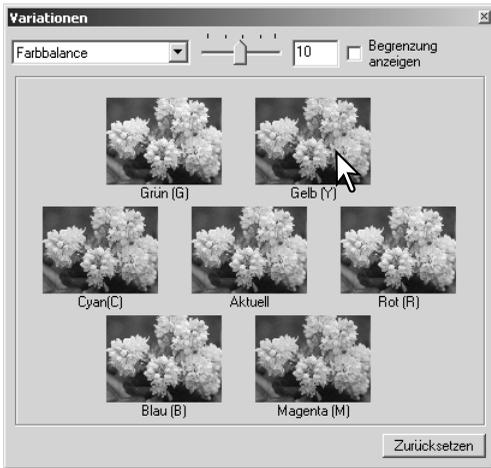 Variationen
Farbbalance
10
Begrenzung
anzeigen
Grün (G)
Gelb (Y)
Cyan(C)
Aktuell
Rot (R)
Blau (B)
Magenta (M)
Zurücksetzen